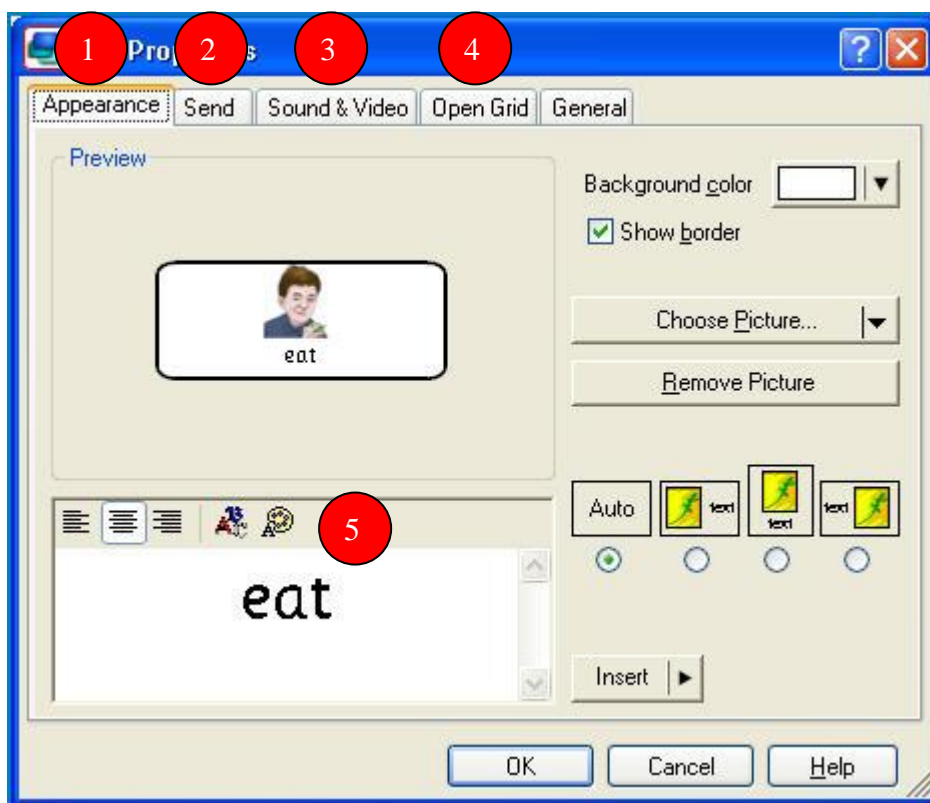 1 2 3 4
Pro s
Appearance Send Sound & Video Open Grid General
Preview
Background color
Show border
eat
Choose Picture...
Remove Picture
Auto text text text
5
eat
Insert
OK Cancel Help